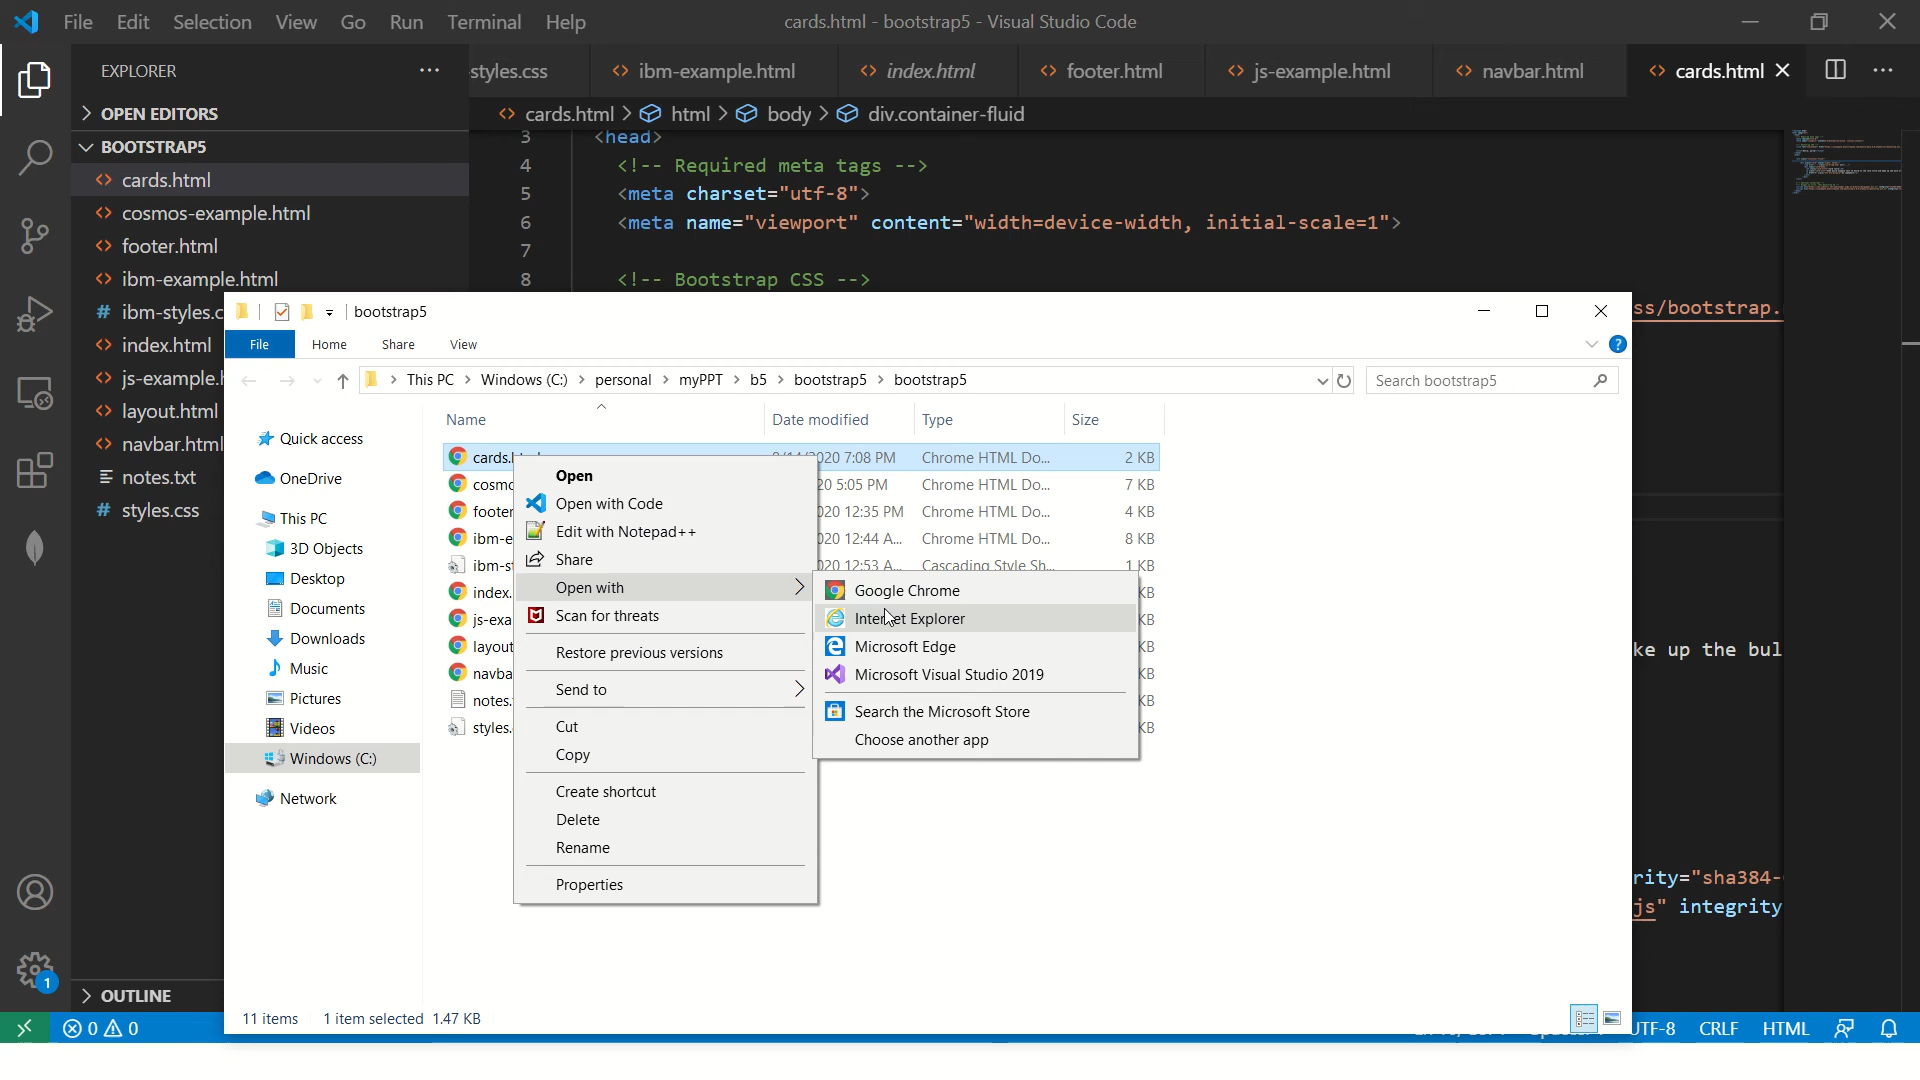 File Edit Selection View Go Run Terminal Help
cards.html - bootstrap5 - Visual Studio Code
EXPLORER
styles.css
ibm-example.html
index.html
footer.html
js-example.html
navbar.html
cards.html
OPEN EDITORS
cards.html > html > body > div.container-fluid
BOOTSTRAP5
cards.html
cosmos-example.html
footer.html
ibm-example.html
ibm-styles.c
index.html
js-example.h
layout.html
navbar.html
notes.txt
styles.css
OUTLINE
3 <head>
4 <!-- Required meta tags -->
5 <meta charset="utf-8">
6 <meta name="viewport" content="width=device-width, initial-scale=1">
7
8 <!-- Bootstrap CSS -->
ss/bootstrap.
ke up the bul
rity="sha384-
js" integrity
bootstrap5
File Home Share View
This PC > Windows (C:) > personal > myPPT > b5 > bootstrap5 > bootstrap5
Search bootstrap5
Name Date modified Type Size
Quick access
OneDrive
This PC
3D Objects
Desktop
Documents
Downloads
Music
Pictures
Videos
Windows (C:)
Network
020 7:08 PM Chrome HTML Do... 2 KB
cosmo 20 5:05 PM Chrome HTML Do... 7 KB
footer 020 12:35 PM Chrome HTML Do... 4 KB
ibm-e 020 12:44 A... Chrome HTML Do... 8 KB
ibm-st 020 12:53 A... Cascading Style Sh... 1 KB
index. KB
js-exa KB
layout KB
navba KB
notes. KB
styles. KB
Open
Open with Code
Edit with Notepad++
Share
Open with
Scan for threats
Restore previous versions
Send to
Cut
Copy
Create shortcut
Delete
Rename
Properties
Google Chrome
Internet Explorer
Microsoft Edge
Microsoft Visual Studio 2019
Search the Microsoft Store
Choose another app
11 items 1 item selected 1.47 KB
1
0 0
UTF-8 CRLF HTML